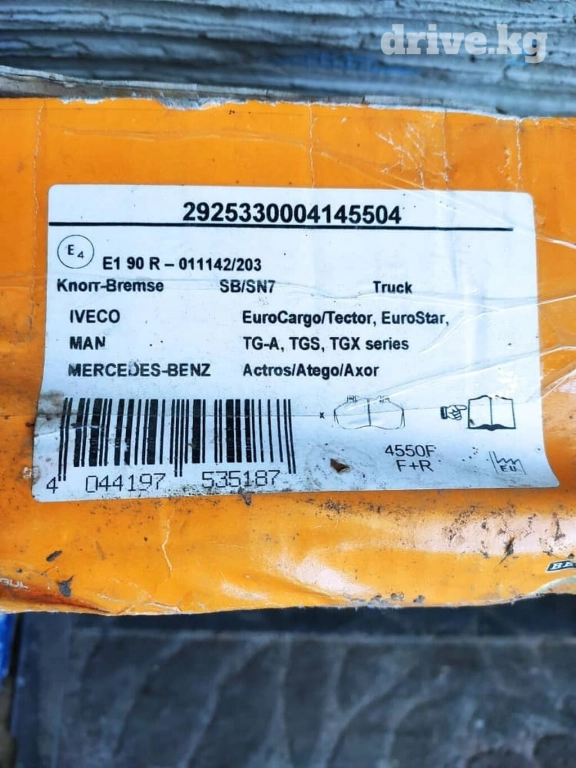 drive.kg
2925330004145504
E4 E1 90 R - 011142/203
Knorr-Bremse SB/SN7 Truck
IVECO EuroCargo/Tector, EuroStar,
MAN TG-A, TGS, TGX series
MERCEDES-BENZ Actros/Atego/Axor
x
4550F
F+R
EU
4 044197 535187